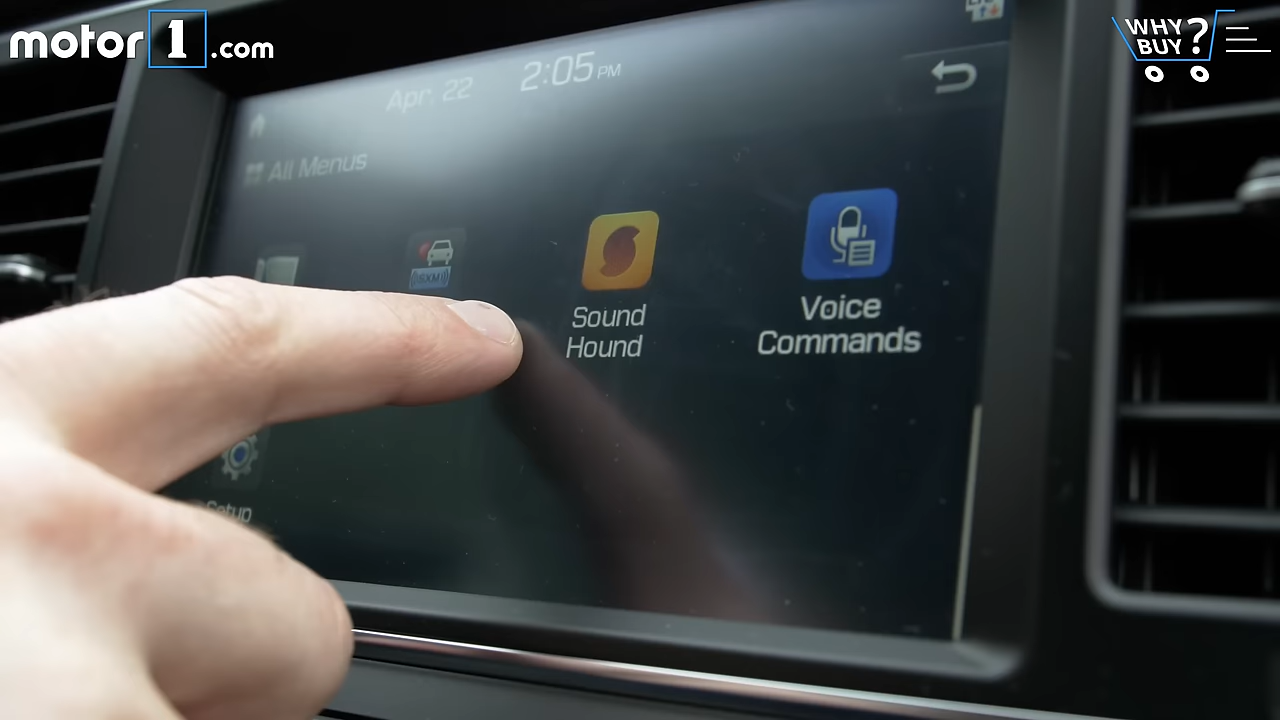 motor1.com
WHY
BUY?
Apr. 22
2:05 PM
All Menus
((SXM))
Sound
Hound
Voice
Commands
Setup